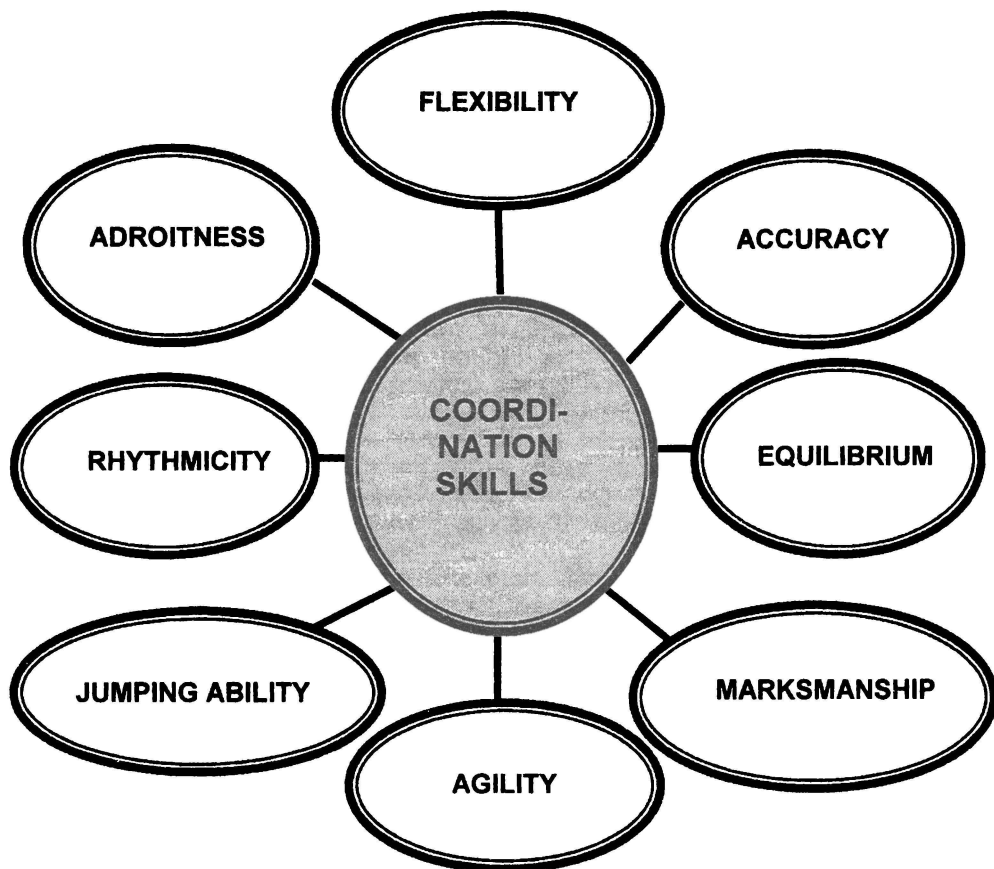 FLEXIBILITY
ADROITNESS
ACCURACY
COORDI-
NATION
SKILLS
RHYTHMICITY
EQUILIBRIUM
JUMPING ABILITY
MARKSMANSHIP
AGILITY